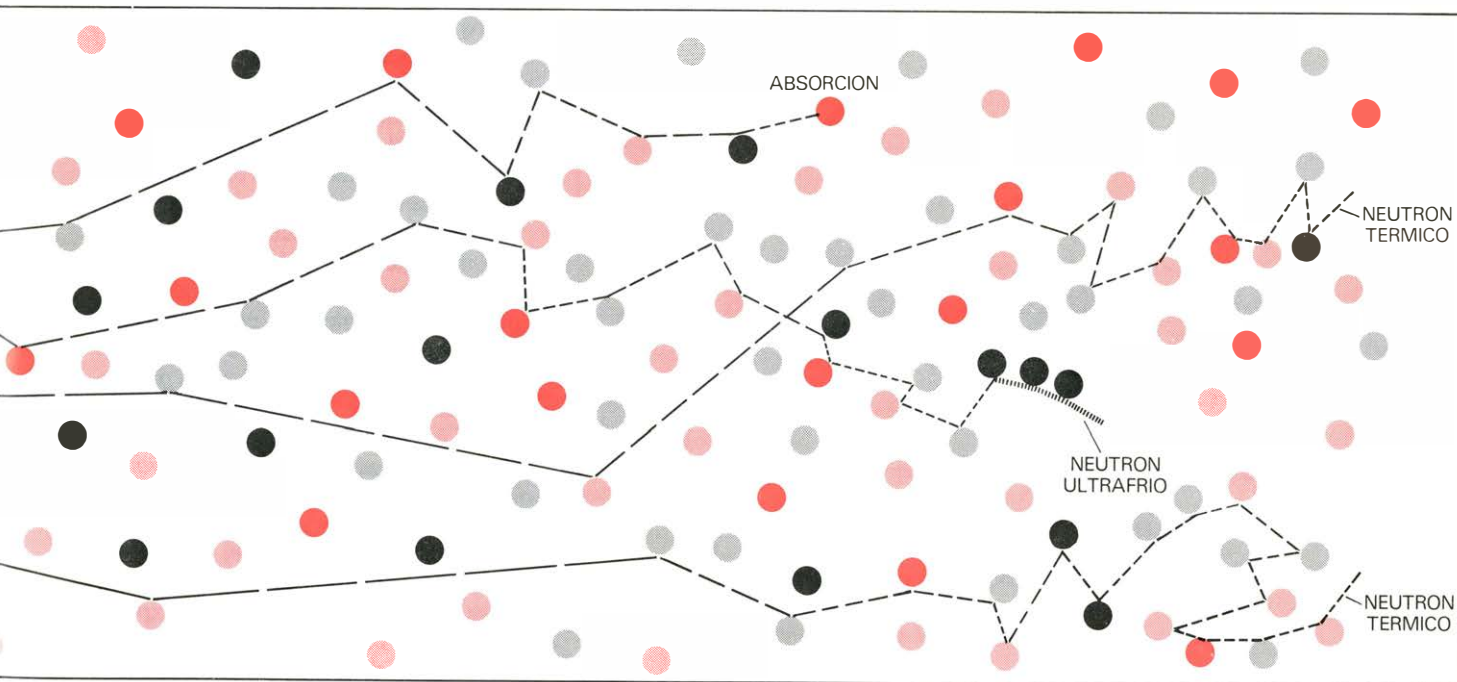 ABSORCION
NEUTRON
TERMICO
NEUTRON
ULTRAFRIO
NEUTRON
TERMICO